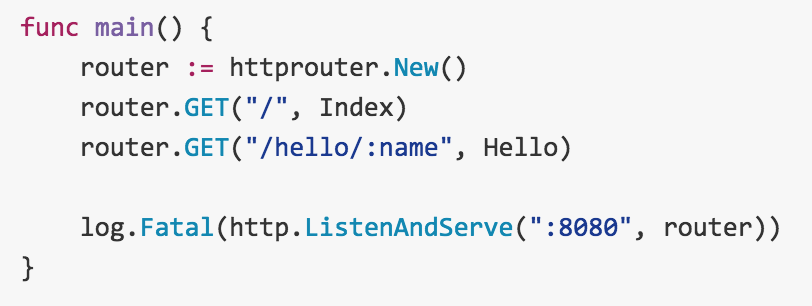 func main() {
    router := httprouter.New()
    router.GET("/", Index)
    router.GET("/hello/:name", Hello)

    log.Fatal(http.ListenAndServe(":8080", router))
}